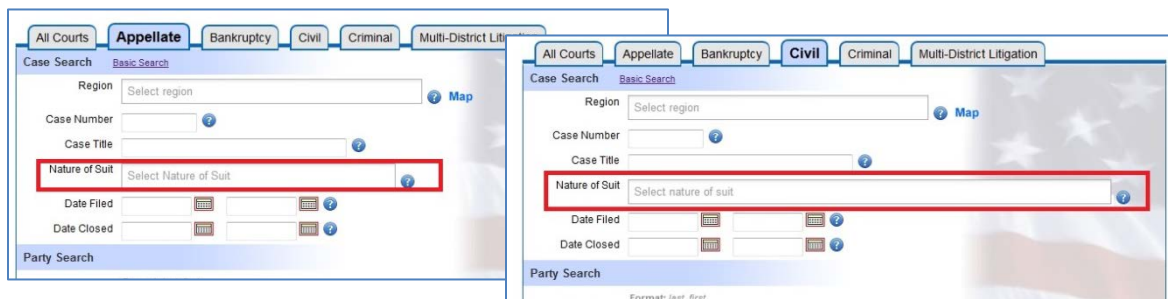 All Courts Appellate Bankruptcy Civil Criminal Multi-District
Case Search Basic Search
Region Select region Map
Case Number
Case Title
Nature of Suit Select Nature of Suit
Date Filed
Date Closed
Party Search
All Courts Appellate Bankruptcy Civil Criminal Multi-District Litigation
Case Search Basic Search
Region Select region Map
Case Number
Case Title
Nature of Suit Select nature of suit
Date Filed
Date Closed
Party Search
Format: last, first